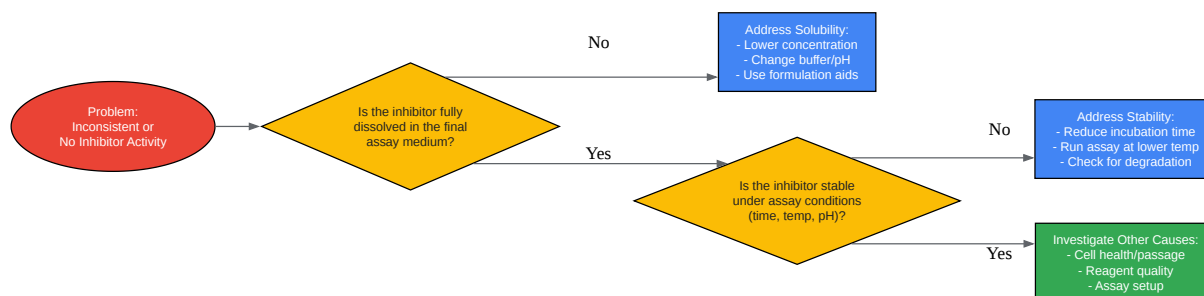 Problem:
Inconsistent or
No Inhibitor Activity
Is the inhibitor fully
dissolved in the final
assay medium?
No
Address Solubility:
- Lower concentration
- Change buffer/pH
- Use formulation aids
Yes
Is the inhibitor stable
under assay conditions
(time, temp, pH)?
No
Address Stability:
- Reduce incubation time
- Run assay at lower temp
- Check for degradation
Yes
Investigate Other Causes:
- Cell health/passage
- Reagent quality
- Assay setup